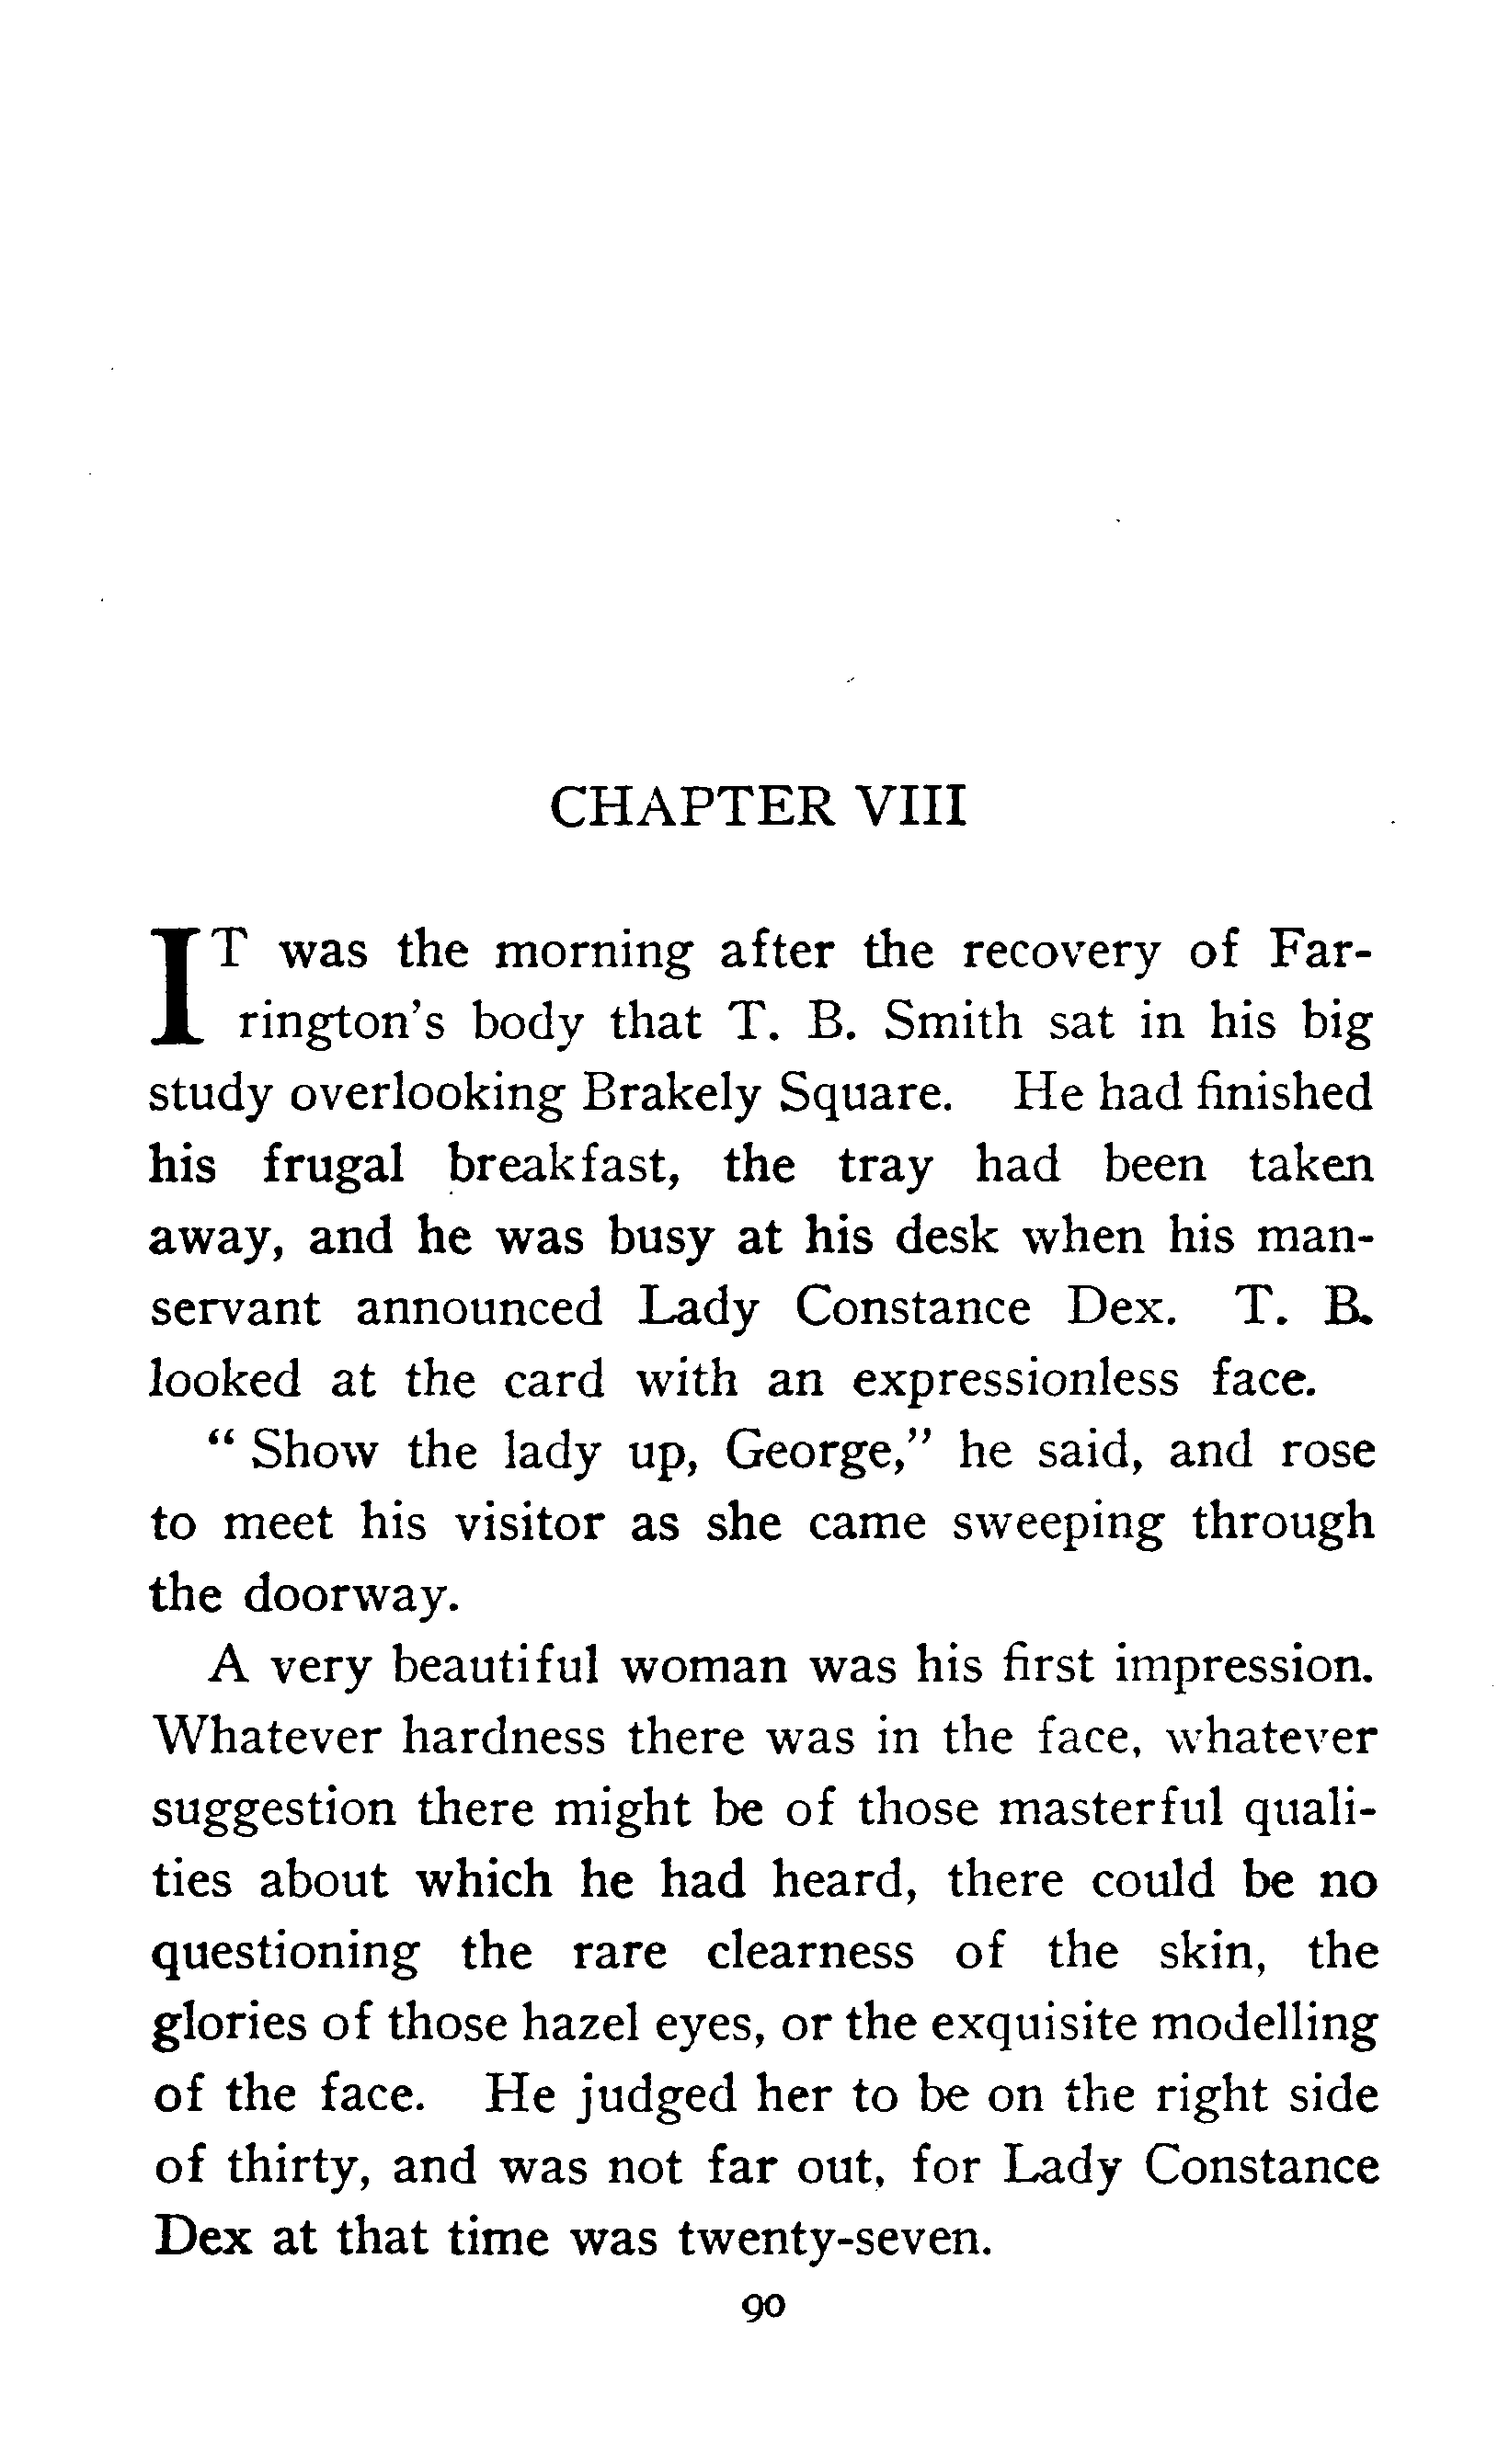 CHAPTER VIII
IT was the morning after the recovery of Far-
rington's body that T. B. Smith sat in his big
study overlooking Brakely Square. He had finished
his frugal breakfast, the tray had been taken
away, and he was busy at his desk when his man-
servant announced Lady Constance Dex. T. B.
looked at the card with an expressionless face.
" Show the lady up, George," he said, and rose
to meet his visitor as she came sweeping through
the doorway.
A very beautiful woman was his first impression.
Whatever hardness there was in the face, whatever
suggestion there might be of those masterful quali-
ties about which he had heard, there could be no
questioning the rare clearness of the skin, the
glories of those hazel eyes, or the exquisite modelling
of the face. He judged her to be on the right side
of thirty, and was not far out, for Lady Constance
Dex at that time was twenty-seven.
90